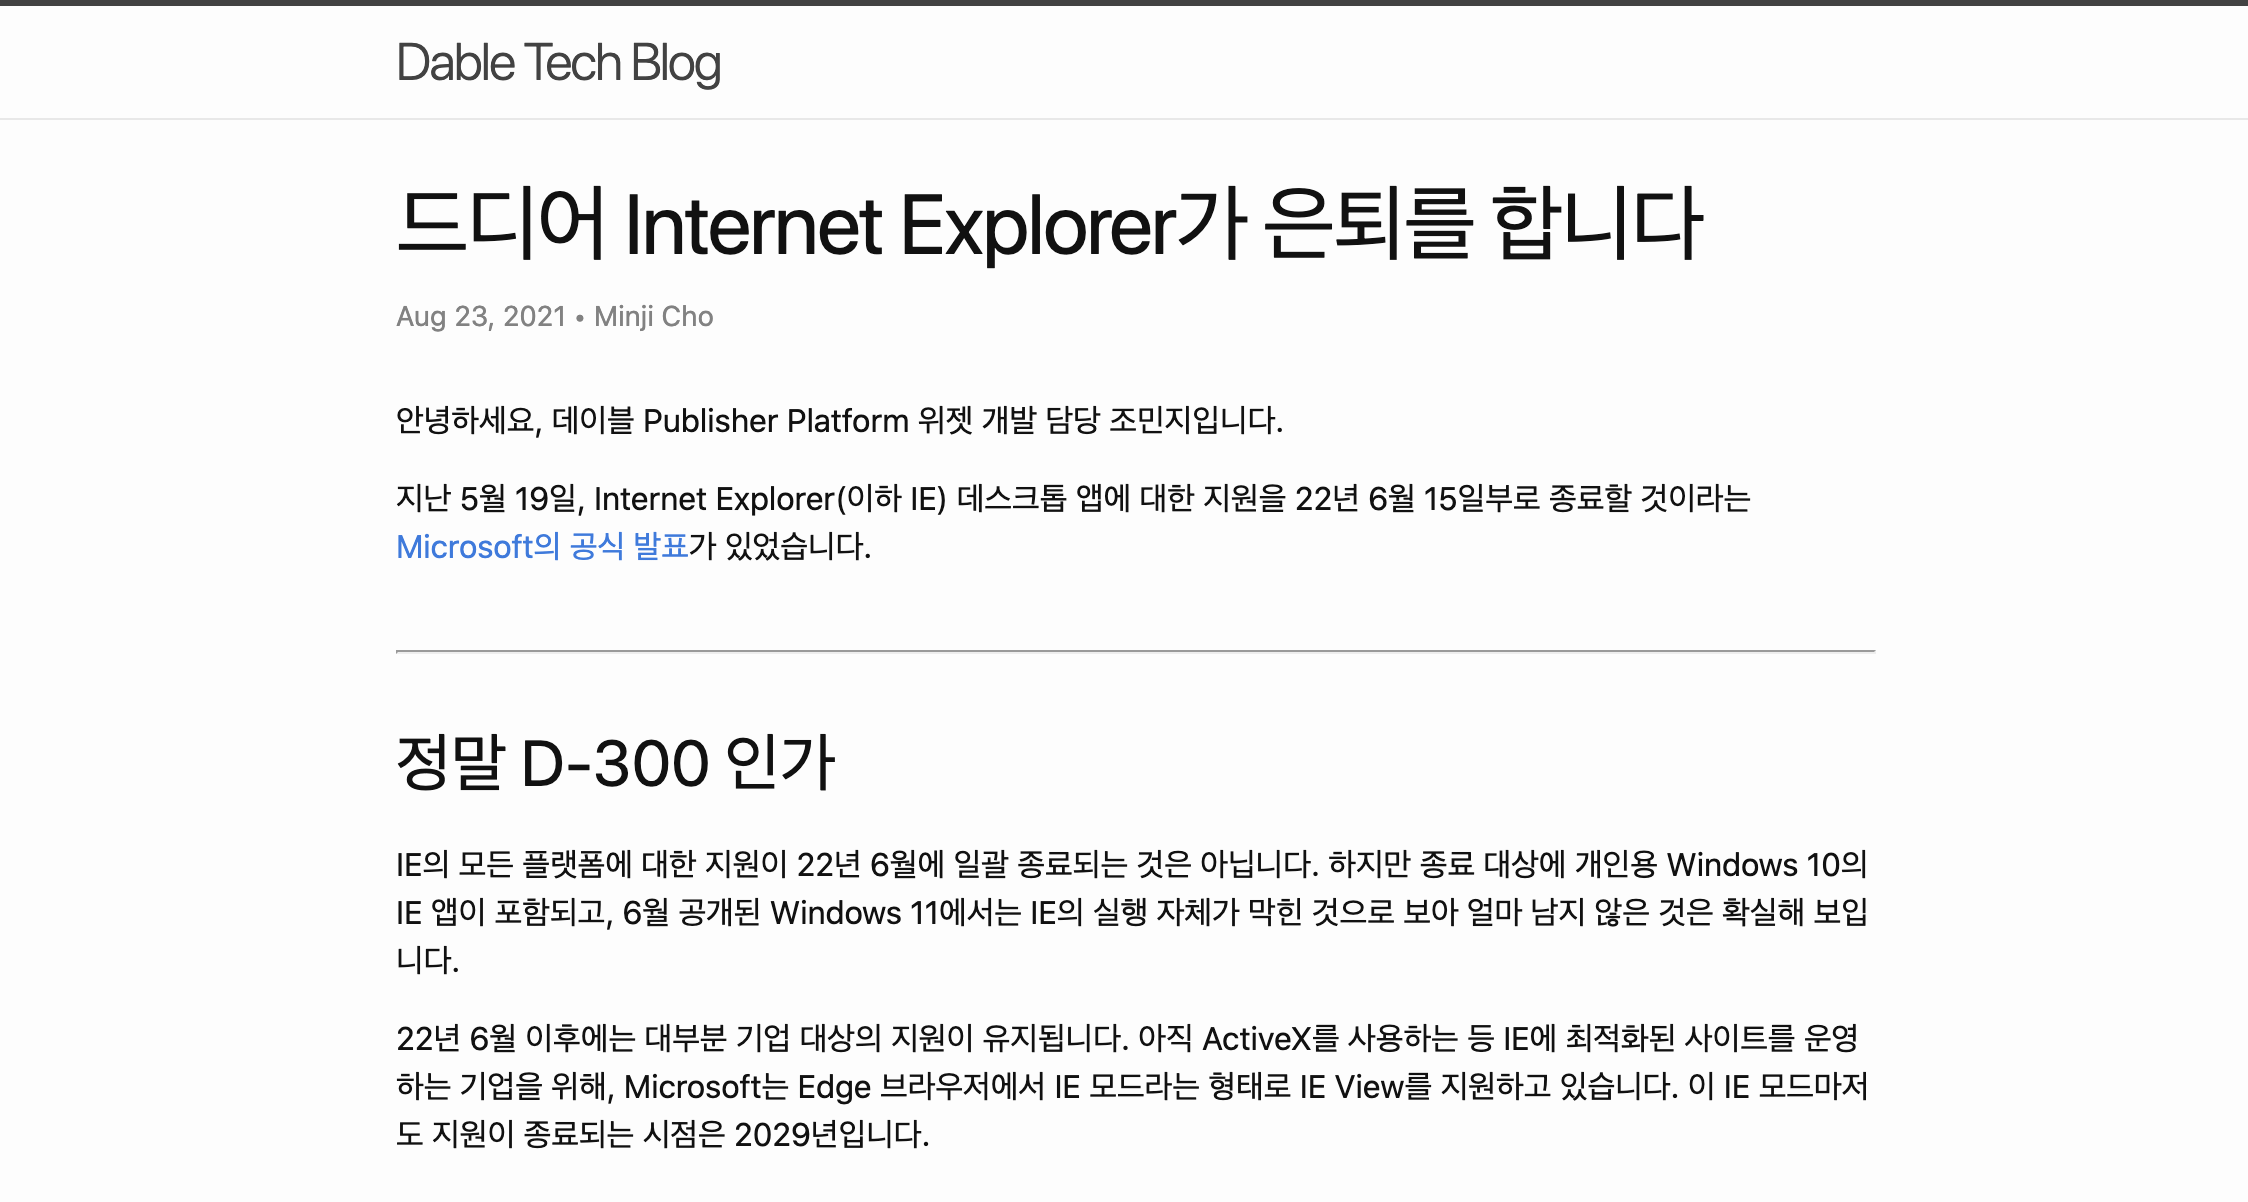 Dable Tech Blog
드디어 Internet Explorer가 은퇴를 합니다
Aug 23, 2021 • Minji Cho
안녕하세요, 데이블 Publisher Platform 위젯 개발 담당 조민지입니다.
지난 5월 19일, Internet Explorer(이하 IE) 데스크톱 앱에 대한 지원을 22년 6월 15일부로 종료할 것이라는
Microsoft의 공식 발표가 있었습니다.
정말 D-300 인가
IE의 모든 플랫폼에 대한 지원이 22년 6월에 일괄 종료되는 것은 아닙니다. 하지만 종료 대상에 개인용 Windows 10의
IE 앱이 포함되고, 6월 공개된 Windows 11에서는 IE의 실행 자체가 막힌 것으로 보아 얼마 남지 않은 것은 확실해 보입
니다.
22년 6월 이후에는 대부분 기업 대상의 지원이 유지됩니다. 아직 ActiveX를 사용하는 등 IE에 최적화된 사이트를 운영
하는 기업을 위해, Microsoft는 Edge 브라우저에서 IE 모드라는 형태로 IE View를 지원하고 있습니다. 이 IE 모드마저
도 지원이 종료되는 시점은 2029년입니다.